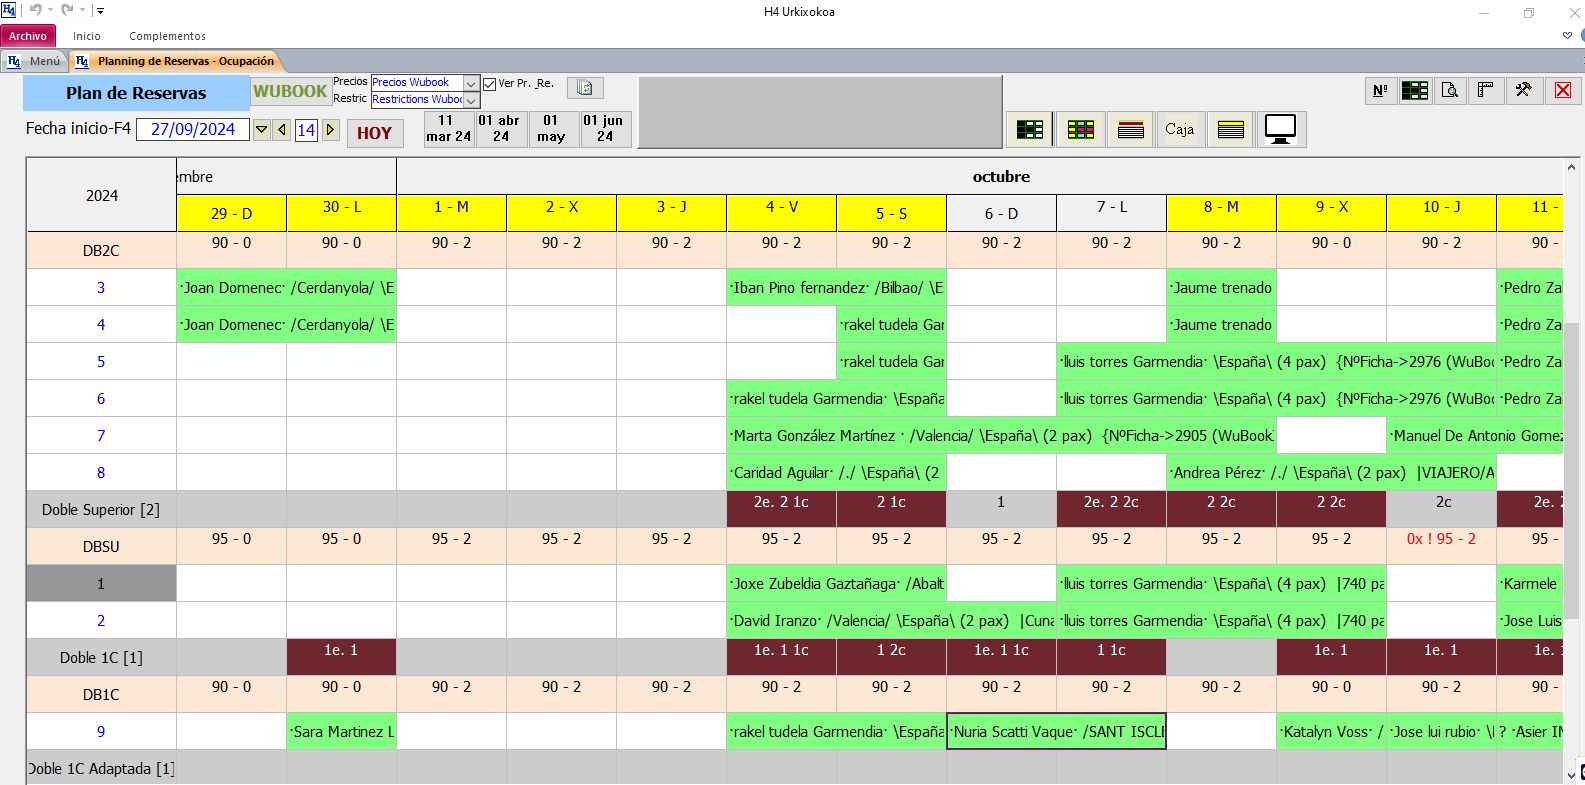 H4 Urkixokoa
Archivo Inicio Complementos
Menú Planning de Reservas - Ocupación
Plan de Reservas WUBOOK Precios Precios Wubook Ver Pr. _Re.
Restric Restrictions Wuboo
Nº
Fecha inicio-F4 27/09/2024 14 HOY 11 mar 24 01 abr 24 01 may 01 jun 24 Caja
2024 embre octubre
29 - D 30 - L 1 - M 2 - X 3 - J 4 - V 5 - S 6 - D 7 - L 8 - M 9 - X 10 - J 11 -
DB2C 90 - 0 90 - 0 90 - 2 90 - 2 90 - 2 90 - 2 90 - 2 90 - 2 90 - 2 90 - 2 90 - 0 90 - 2 90 -
3 ·Joan Domenec· /Cerdanyola/ \E ·Iban Pino fernandez· /Bilbao/ \E ·Jaume trenado ·Pedro Za
4 ·Joan Domenec· /Cerdanyola/ \E ·rakel tudela Gar ·Jaume trenado ·Pedro Za
5 ·rakel tudela Gar ·lluis torres Garmendia· \España\ (4 pax) {NºFicha->2976 (WuBoo ·Pedro Za
6 ·rakel tudela Garmendia· \España ·lluis torres Garmendia· \España\ (4 pax) {NºFicha->2976 (WuBoo ·Pedro Za
7 ·Marta González Martínez · /Valencia/ \España\ (2 pax) {NºFicha->2905 (WuBook ·Manuel De Antonio Gomez
8 ·Caridad Aguilar· /./ \España\ (2 ·Andrea Pérez· /./ \España\ (2 pax) |VIAJERO/A
Doble Superior [2] 2e. 2 1c 2 1c 1 2e. 2 2c 2 2c 2 2c 2c 2e. 2
DBSU 95 - 0 95 - 0 95 - 2 95 - 2 95 - 2 95 - 2 95 - 2 95 - 2 95 - 2 95 - 2 95 - 2 0x ! 95 - 2 95 -
1 ·Joxe Zubeldia Gaztañaga· /Abalt ·lluis torres Garmendia· \España\ (4 pax) |740 pa ·Karmele
2 ·David Iranzo· /Valencia/ \España\ (2 pax) |Cuna ·lluis torres Garmendia· \España\ (4 pax) |740 pa ·Jose Luis
Doble 1C [1] 1e. 1 1e. 1 1c 1 2c 1e. 1 1c 1 1c 1e. 1 1e. 1 1e.
DB1C 90 - 0 90 - 0 90 - 2 90 - 2 90 - 2 90 - 2 90 - 2 90 - 2 90 - 2 90 - 2 90 - 0 90 - 2 90 -
9 ·Sara Martinez L ·rakel tudela Garmendia· \España ·Nuria Scatti Vaque· /SANT ISCLE ·Katalyn Voss· / ·Jose lui rubio· \ ? ·Asier IN
Doble 1C Adaptada [1]